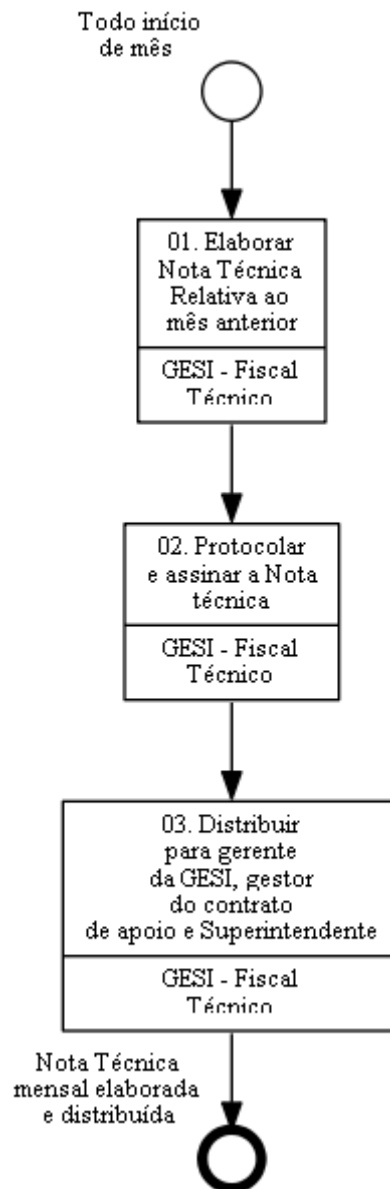 Todo início
de mês
01. Elaborar
Nota Técnica
Relativa ao
mês anterior
GESI - Fiscal
Técnico
02. Protocolar
e assinar a Nota
técnica
GESI - Fiscal
Técnico
03. Distribuir
para gerente
da GESI, gestor
do contrato
de apoio e Superintendente
GESI - Fiscal
Técnico
Nota Técnica
mensal elaborada
e distribuída